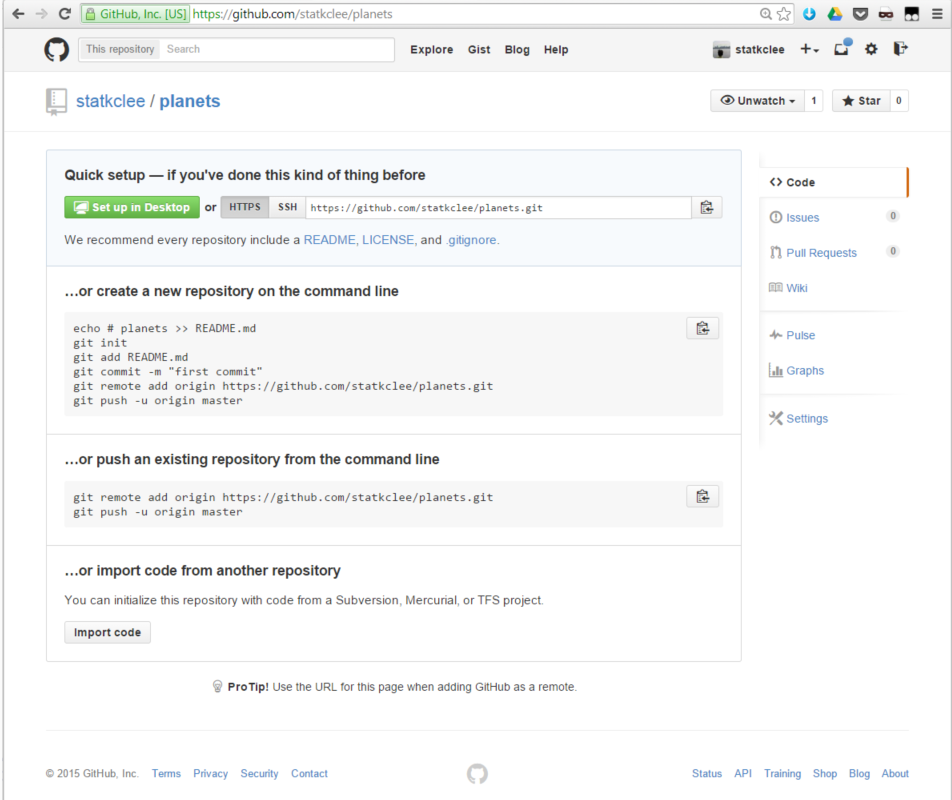 GitHub, Inc. [US] https://github.com/statkclee/planets
This repository Search Explore Gist Blog Help statkclee
statkclee / planets
Unwatch 1 Star 0
Quick setup — if you've done this kind of thing before
Set up in Desktop or HTTPS SSH https://github.com/statkclee/planets.git
We recommend every repository include a README, LICENSE, and .gitignore.
…or create a new repository on the command line
echo # planets >> README.md
git init
git add README.md
git commit -m "first commit"
git remote add origin https://github.com/statkclee/planets.git
git push -u origin master
…or push an existing repository from the command line
git remote add origin https://github.com/statkclee/planets.git
git push -u origin master
…or import code from another repository
You can initialize this repository with code from a Subversion, Mercurial, or TFS project.
Import code
ProTip! Use the URL for this page when adding GitHub as a remote.
Code
Issues 0
Pull Requests 0
Wiki
Pulse
Graphs
Settings
© 2015 GitHub, Inc. Terms Privacy Security Contact
Status API Training Shop Blog About